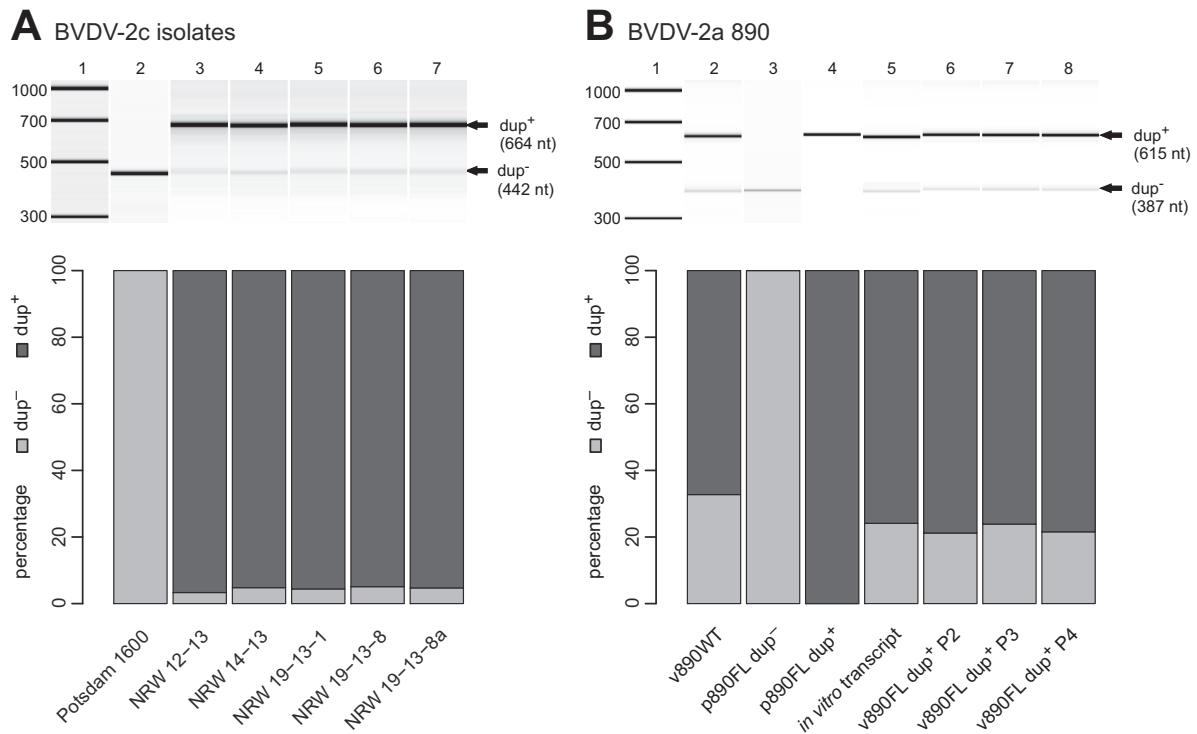 A BVDV-2c isolates
1 2 3 4 5 6 7
1000
700
500
300
dup⁺
(664 nt)
dup⁻
(442 nt)
percentage dup⁻ dup⁺
100
80
60
40
20
0
Potsdam 1600
NRW 12−13
NRW 14−13
NRW 19−13−1
NRW 19−13−8
NRW 19−13−8a
B BVDV-2a 890
1 2 3 4 5 6 7 8
1000
700
500
300
dup⁺
(615 nt)
dup⁻
(387 nt)
percentage dup⁻ dup⁺
100
80
60
40
20
0
v890WT
p890FL dup⁻
p890FL dup⁺
in vitro transcript
v890FL dup⁺ P2
v890FL dup⁺ P3
v890FL dup⁺ P4